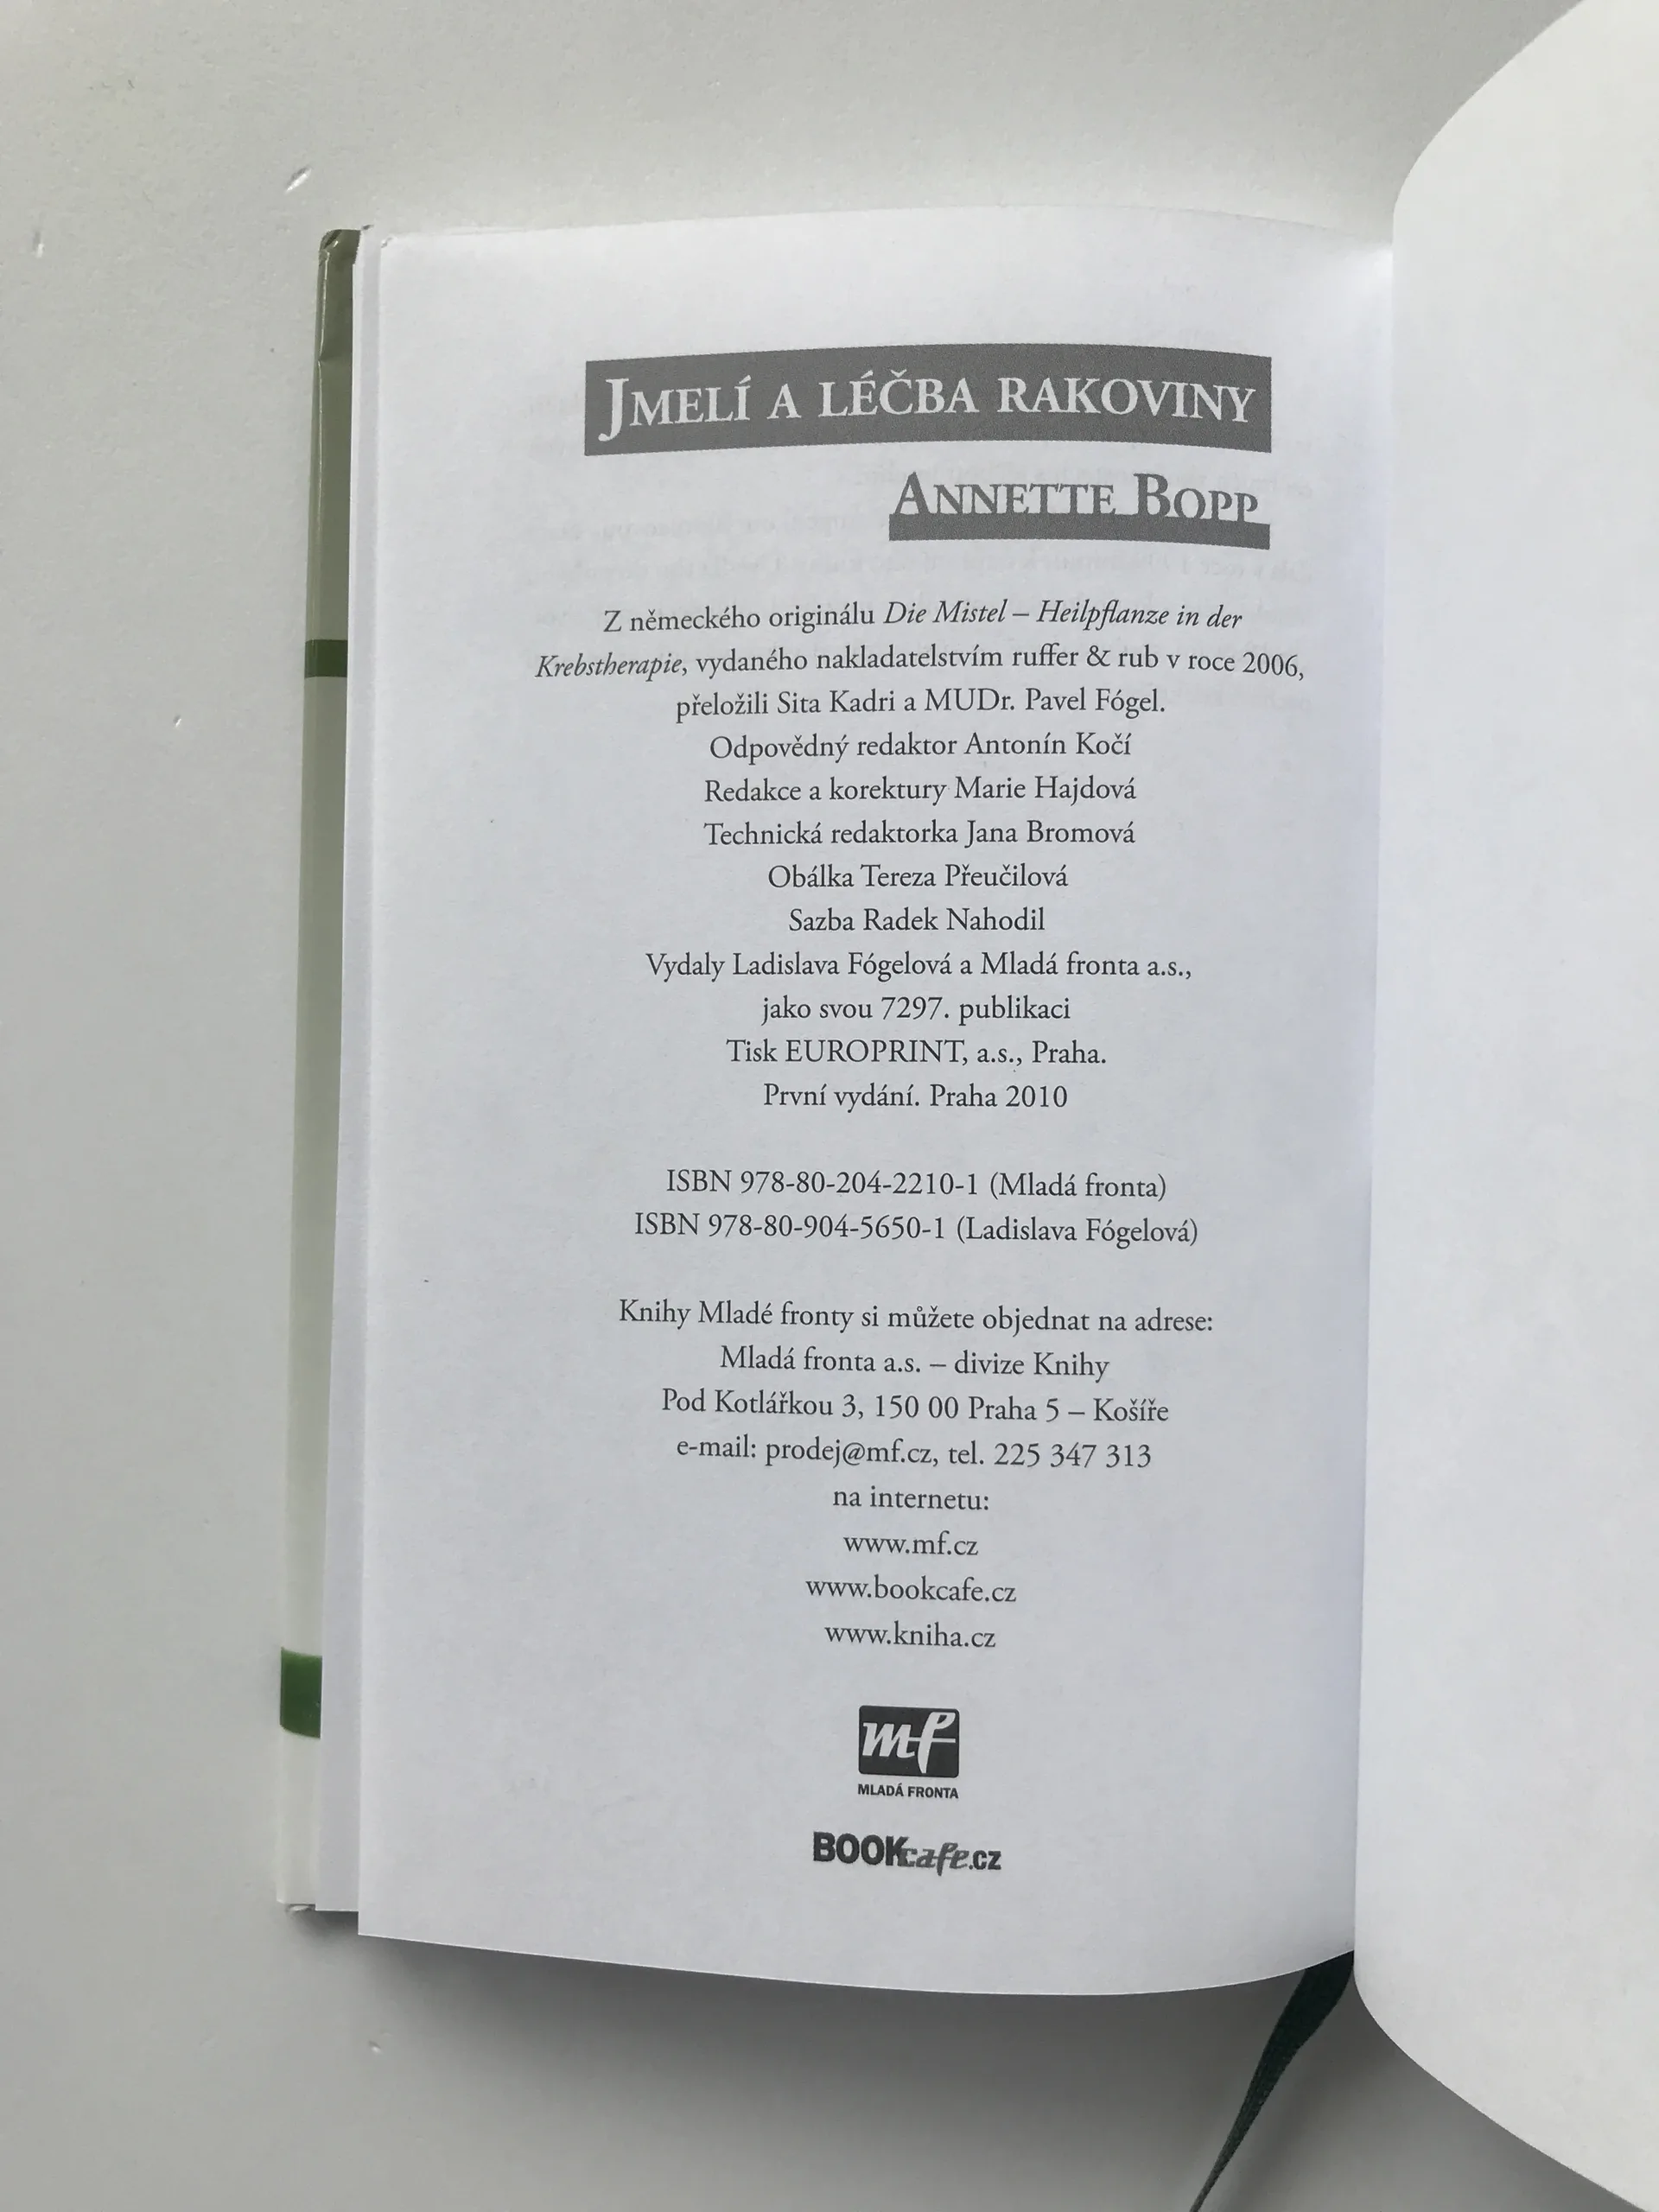 JMELÍ A LÉČBA RAKOVINY
ANNETTE BOPP
Z německého originálu Die Mistel – Heilpflanze in der
Krebstherapie, vydaného nakladatelstvím ruffer & rub v roce 2006,
přeložili Sita Kadri a MUDr. Pavel Fógel.
Odpovědný redaktor Antonín Kočí
Redakce a korektury Marie Hajdová
Technická redaktorka Jana Bromová
Obálka Tereza Přeučilová
Sazba Radek Nahodil
Vydaly Ladislava Fógelová a Mladá fronta a.s.,
jako svou 7297. publikaci
Tisk EUROPRINT, a.s., Praha.
První vydání. Praha 2010
ISBN 978-80-204-2210-1 (Mladá fronta)
ISBN 978-80-904-5650-1 (Ladislava Fógelová)
Knihy Mladé fronty si můžete objednat na adrese:
Mladá fronta a.s. – divize Knihy
Pod Kotlářkou 3, 150 00 Praha 5 – Košíře
e-mail: prodej@mf.cz, tel. 225 347 313
na internetu:
www.mf.cz
www.bookcafe.cz
www.kniha.cz
mf
MLADÁ FRONTA
BOOKcafe.cz